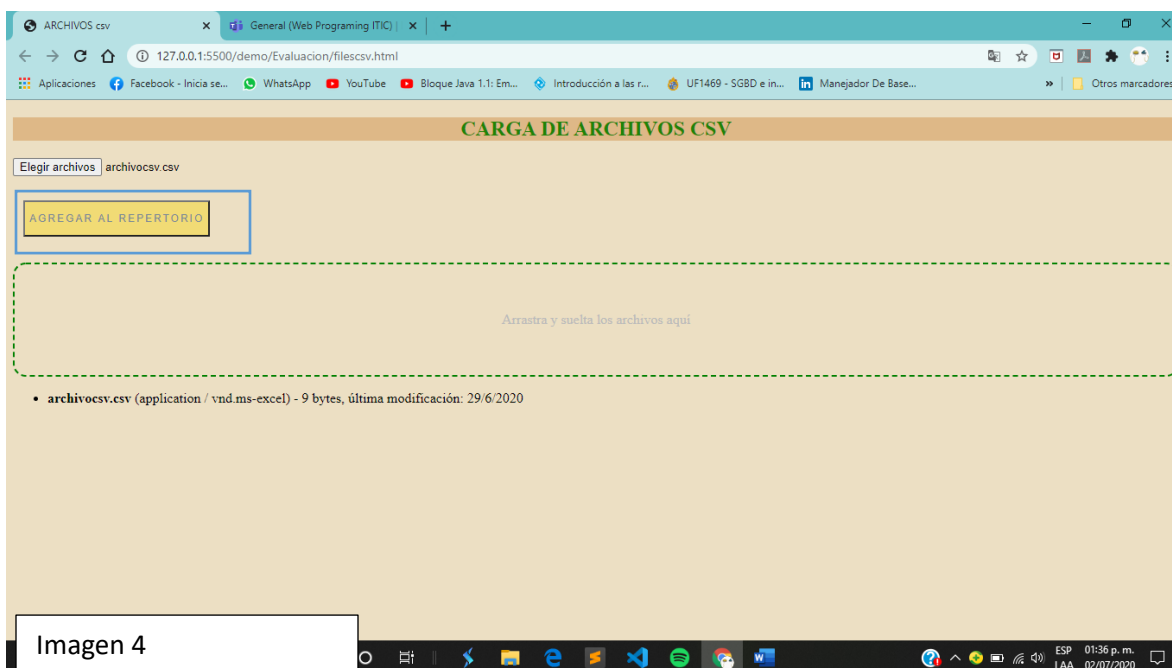 ARCHIVOS csv
General (Web Programing ITIC) |
127.0.0.1:5500/demo/Evaluacion/filescsv.html
Aplicaciones Facebook - Inicia se... WhatsApp YouTube Bloque Java 1.1: Em... Introducción a las r... UF1469 - SGBD e in... Manejador De Base... » Otros marcadores
CARGA DE ARCHIVOS CSV
Elegir archivos archivocsv.csv
AGREGAR AL REPERTORIO
Arrastra y suelta los archivos aquí
• archivocsv.csv (application / vnd.ms-excel) - 9 bytes, última modificación: 29/6/2020
Imagen 4
ESP 01:36 p. m.
LAA 02/07/2020